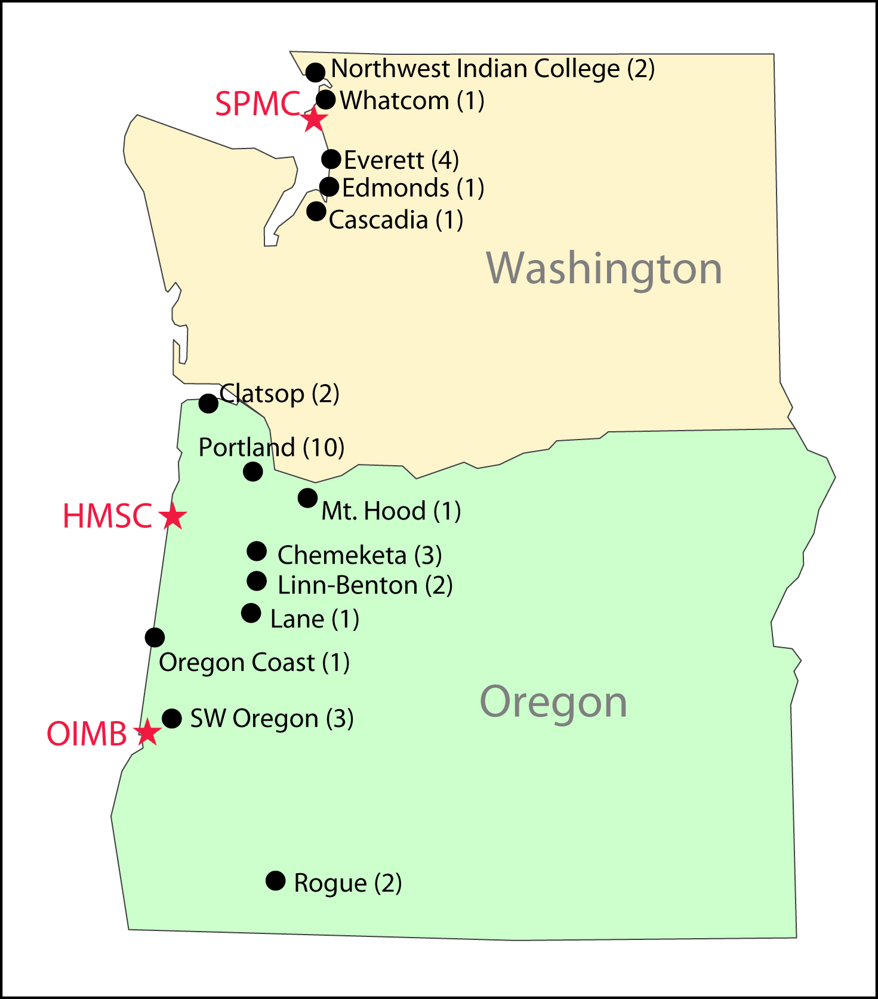 Northwest Indian College (2)
SPMC
Whatcom (1)
Everett (4)
Edmonds (1)
Cascadia (1)
Washington
Clatsop (2)
Portland (10)
HMSC
Mt. Hood (1)
Chemeketa (3)
Linn-Benton (2)
Lane (1)
Oregon Coast (1)
Oregon
OIMB
SW Oregon (3)
Rogue (2)